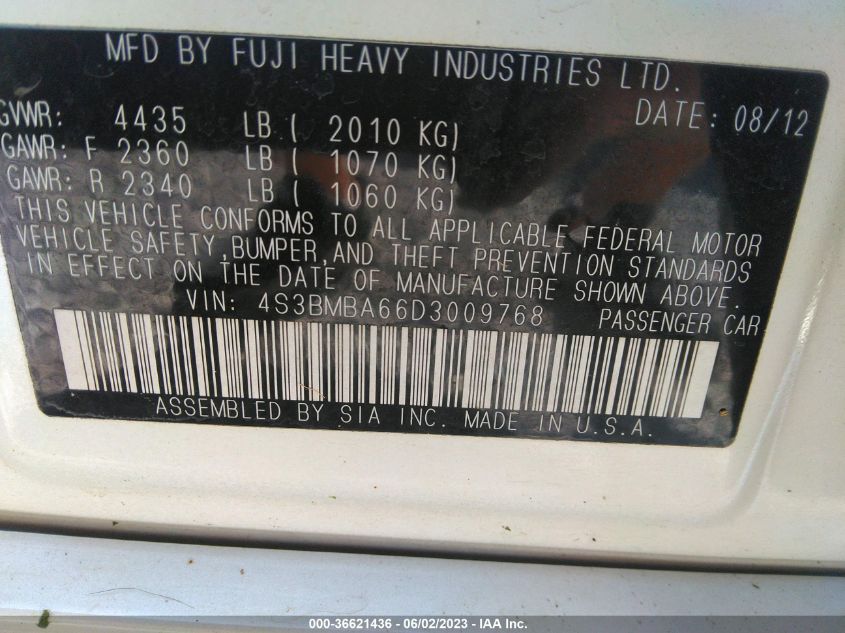 MFD BY FUJI HEAVY INDUSTRIES LTD.
DATE: 08/12
GVWR: 4435 LB ( 2010 KG)
GAWR: F 2360 LB ( 1070 KG)
GAWR: R 2340 LB ( 1060 KG)
THIS VEHICLE CONFORMS TO ALL APPLICABLE FEDERAL MOTOR
VEHICLE SAFETY,BUMPER,AND THEFT PREVENTION STANDARDS
IN EFFECT ON THE DATE OF MANUFACTURE SHOWN ABOVE.
VIN: 4S3BMBA66D3009768 PASSENGER CAR
ASSEMBLED BY SIA INC. MADE IN U.S.A.
000-36621436 - 06/02/2023 - IAA Inc.